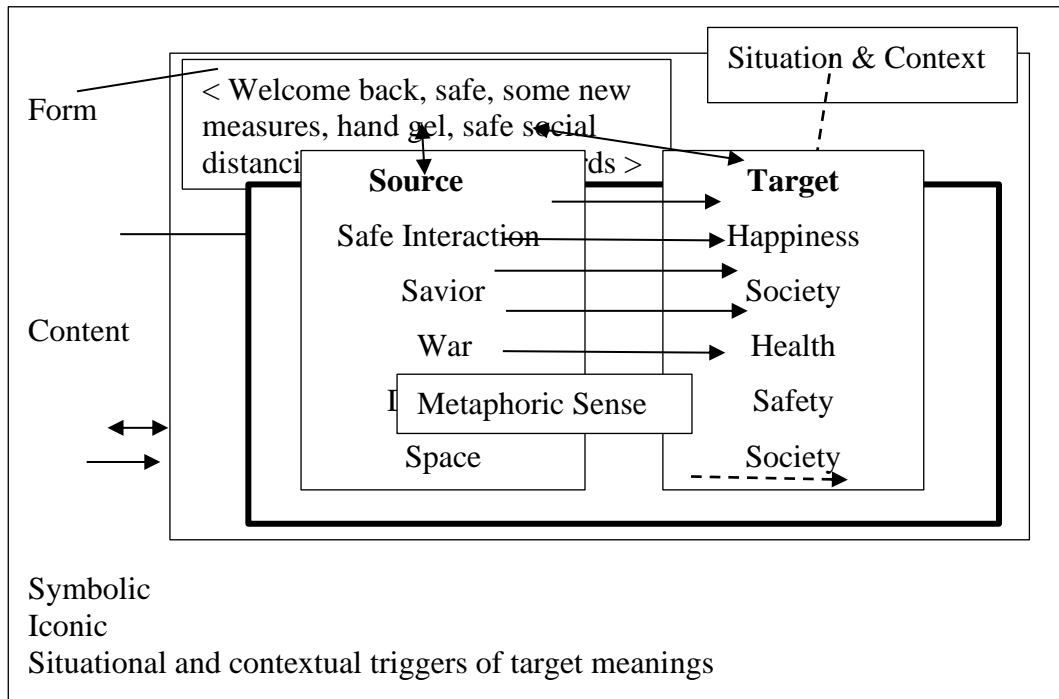 Situation & Context
Form
< Welcome back, safe, some new
measures, hand gel, safe social
distanci
rds >
Source
Target
Safe Interaction
Happiness
Savior
Society
Content
War
Health
Metaphoric Sense
Safety
Space
Society
Symbolic
Iconic
Situational and contextual triggers of target meanings